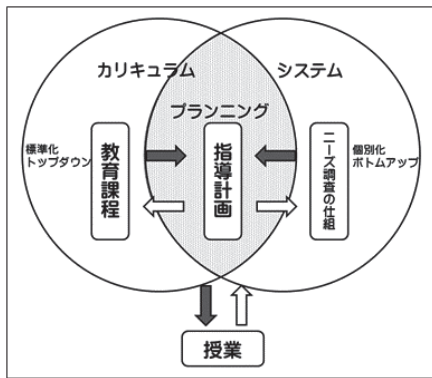 カリキュラム
システム
プランニング
標準化
トップダウン
教育課程
指導計画
ニーズ調査の仕組
個別化
ボトムアップ
授業